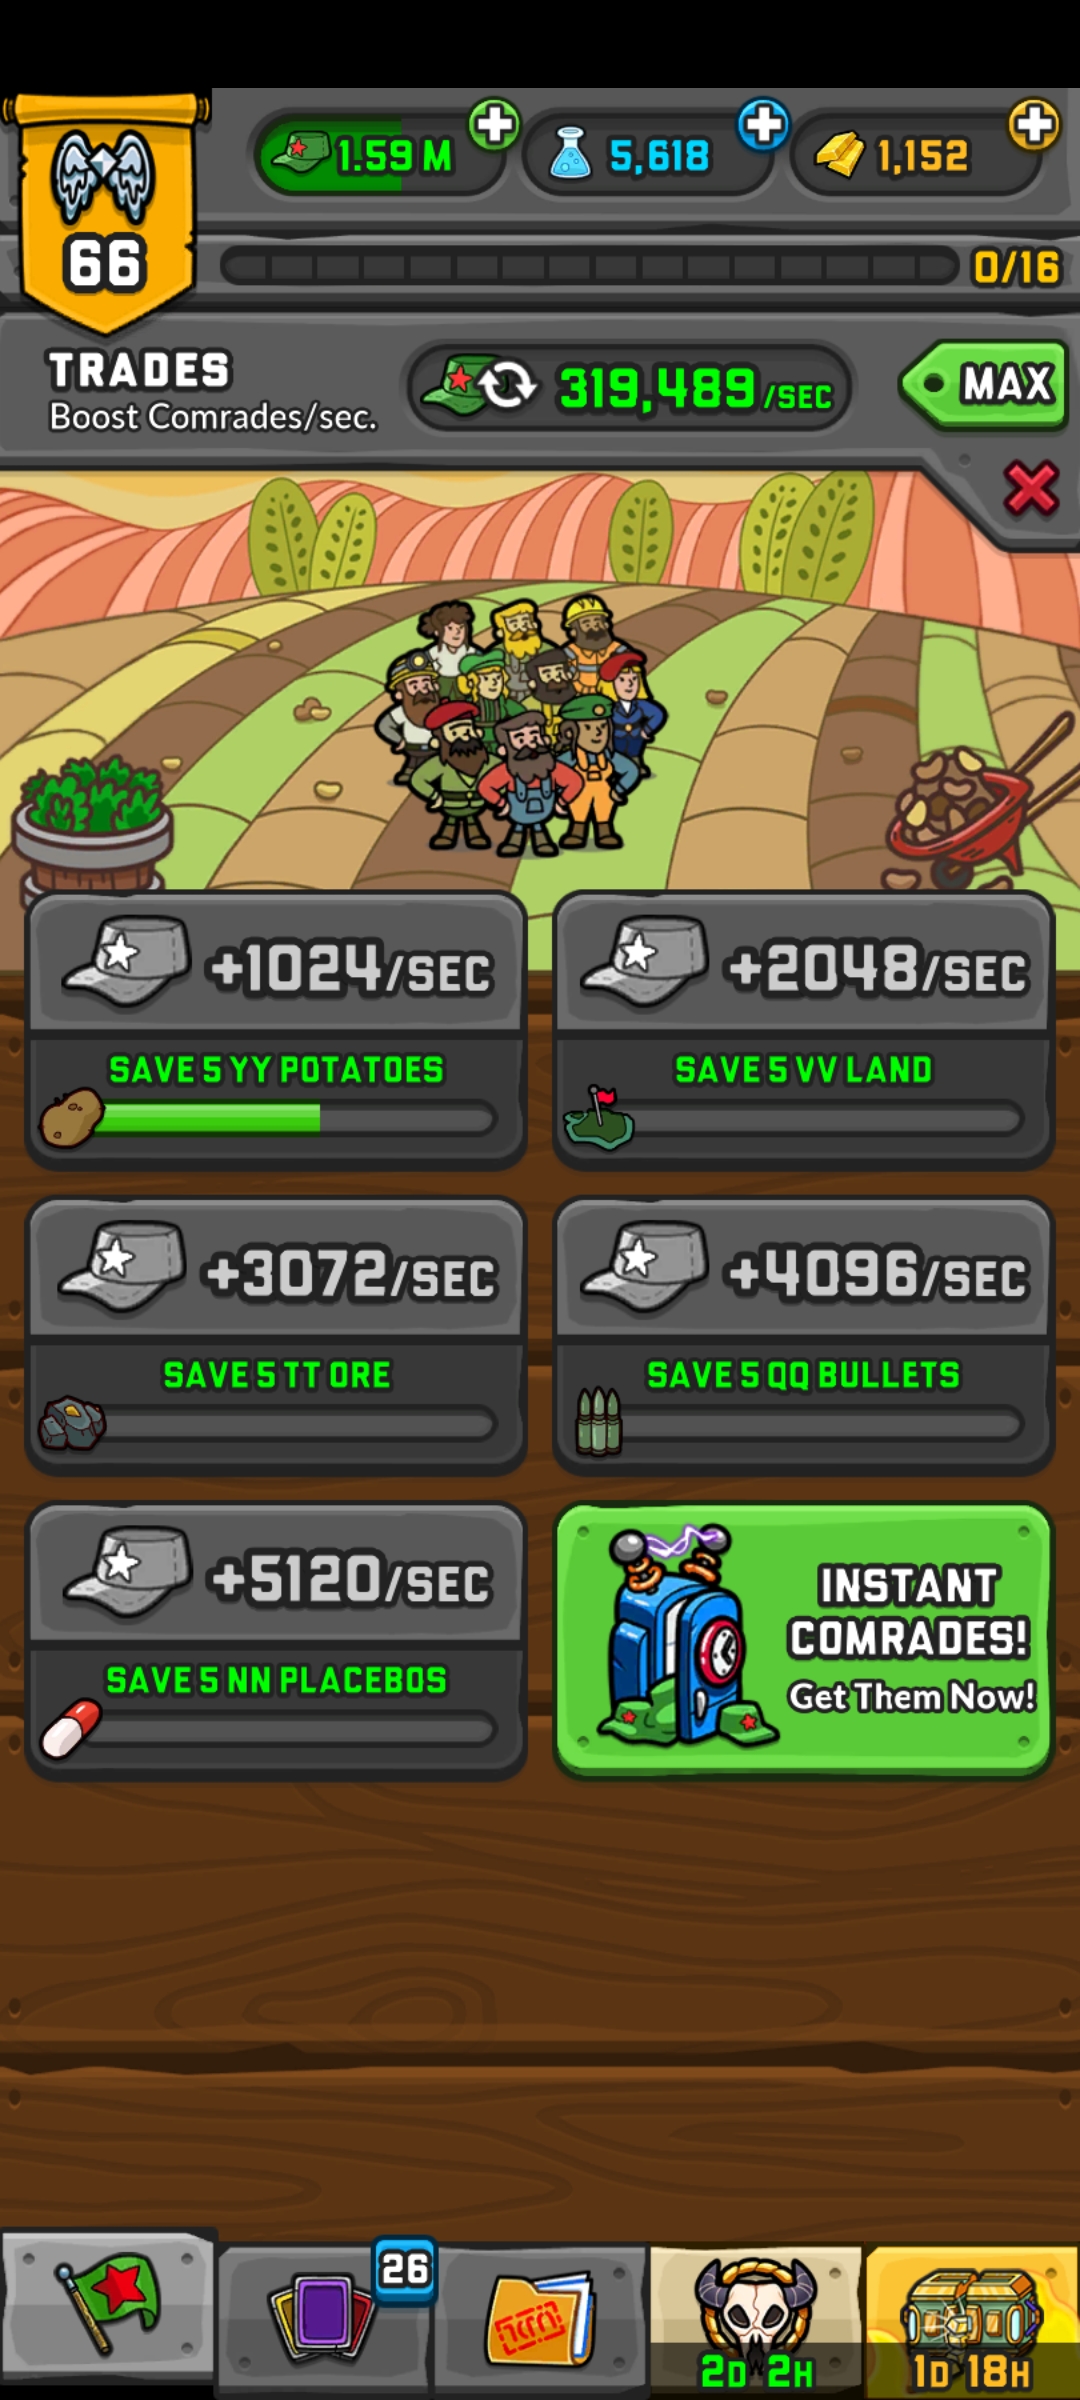 1.59 M
5,618
1,152
66
0/16
TRADES
Boost Comrades/sec.
319,489 /SEC
MAX
+1024/SEC
+2048/SEC
SAVE 5 YY POTATOES
SAVE 5 VV LAND
+3072/SEC
+4096/SEC
SAVE 5 TT ORE
SAVE 5 QQ BULLETS
+5120/SEC
INSTANT
COMRADES!
Get Them Now!
SAVE 5 NN PLACEBOS
26
2D 2H
1D 18H